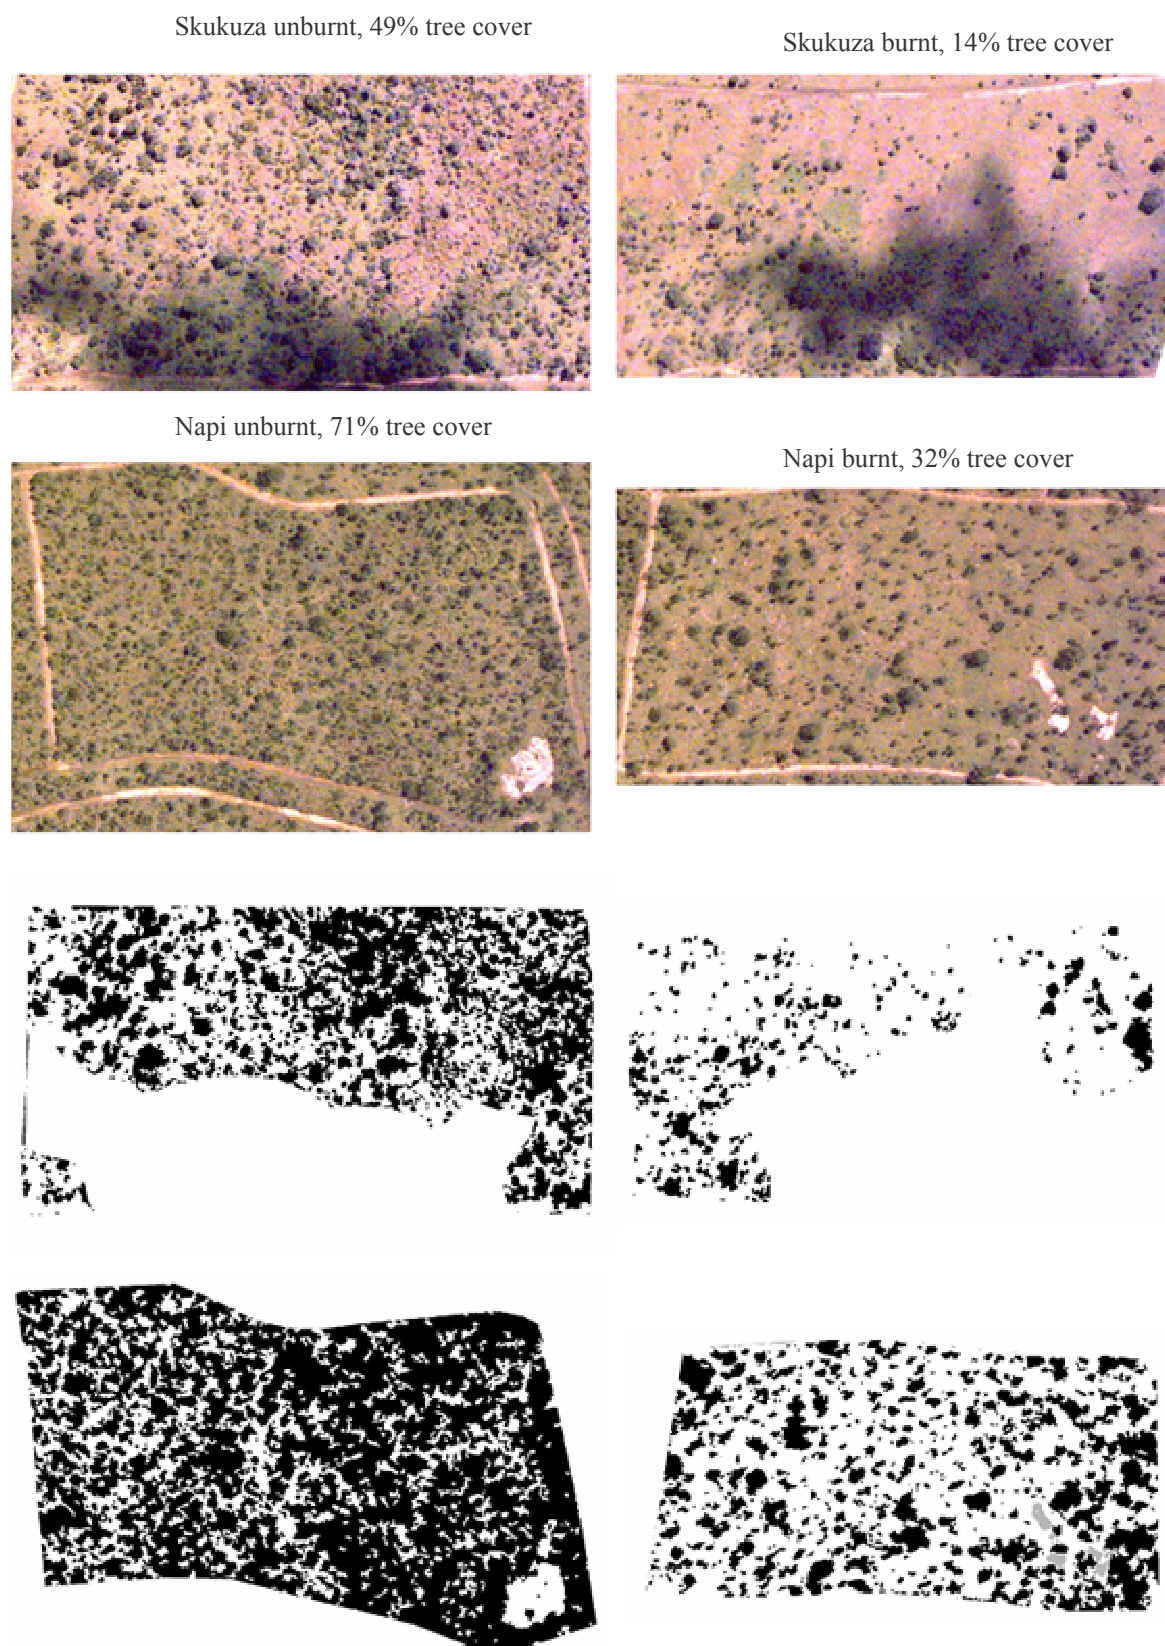 Skukuza unburnt, 49% tree cover
Skukuza burnt, 14% tree cover
Napi unburnt, 71% tree cover
Napi burnt, 32% tree cover